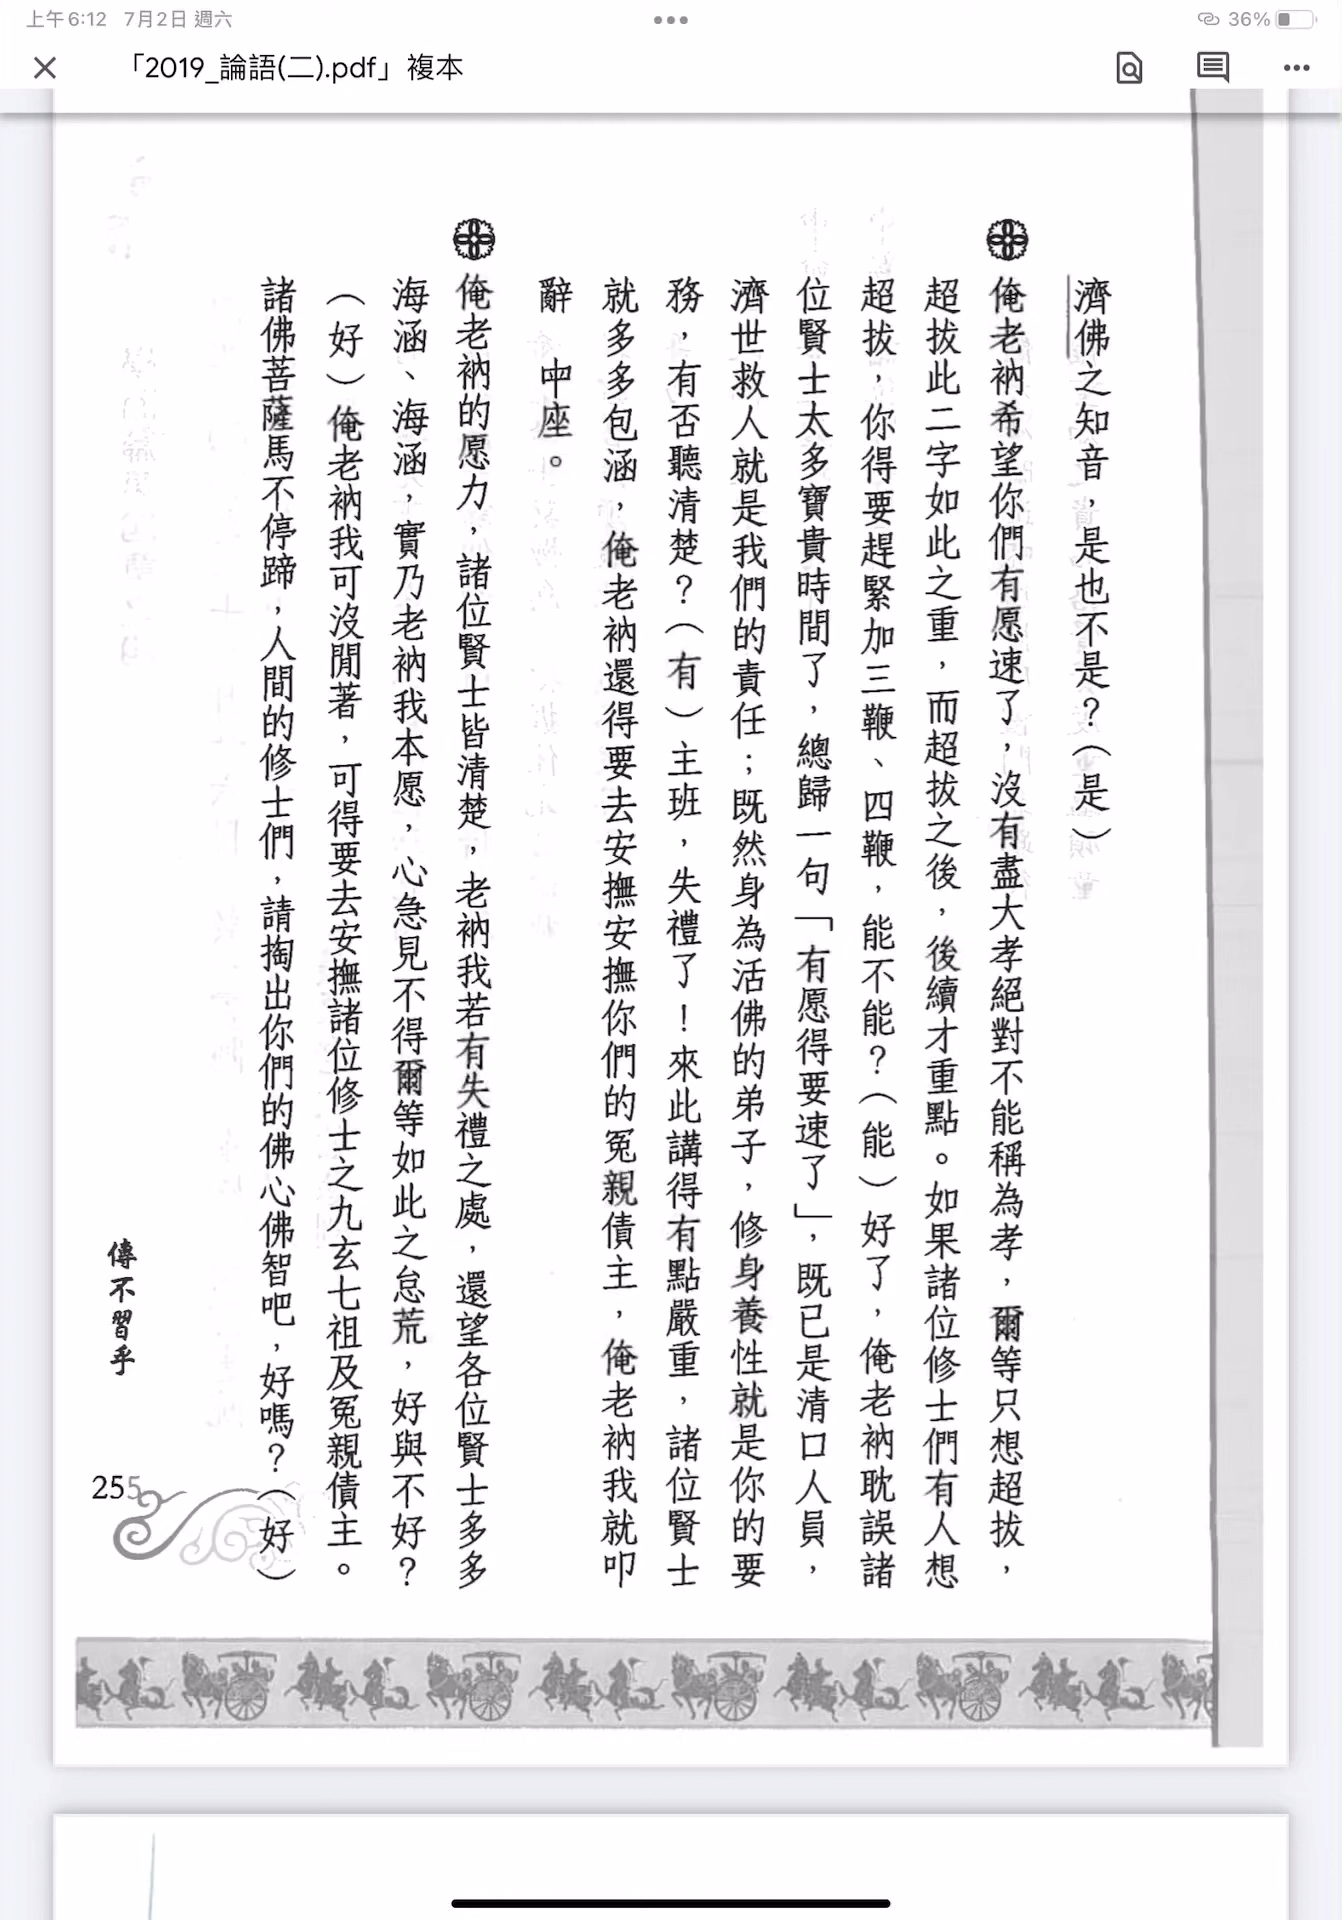 上午6:12 7月2日 週六
36%
「2019_論語(二).pdf」複本
濟佛之知音，是也不是？（是）
俺老衲希望你們有愿速了，沒有盡大孝絕對不能稱為孝，爾等只想超拔，
超拔此二字如此之重，而超拔之後，後續才重點。如果諸位修士們有人想
超拔，你得要趕緊加三鞭、四鞭，能不能？（能）好了，俺老衲耽誤諸
位賢士太多寶貴時間了，總歸一句「有愿得要速了」，既已是清口人員，
濟世救人就是我們的責任；既然身為活佛的弟子，修身養性就是你的要
務，有否聽清楚？（有）主班，失禮了！來此講得有點嚴重，諸位賢士
就多多包涵，俺老衲還得要去安撫安撫你們的冤親債主，俺老衲我就叩
辭 申座。
俺老衲的愿力，諸位賢士皆清楚，老衲我若有失禮之處，還望各位賢士多多
海涵、海涵，實乃老衲我本愿，心急見不得爾等如此之怠荒，好與不好？
（好）俺老衲我可沒閒著，可得要去安撫諸位修士之九玄七祖及冤親債主。
諸佛菩薩馬不停蹄，人間的修士們，請掏出你們的佛心佛智吧，好嗎？（好）
傳不習乎
255